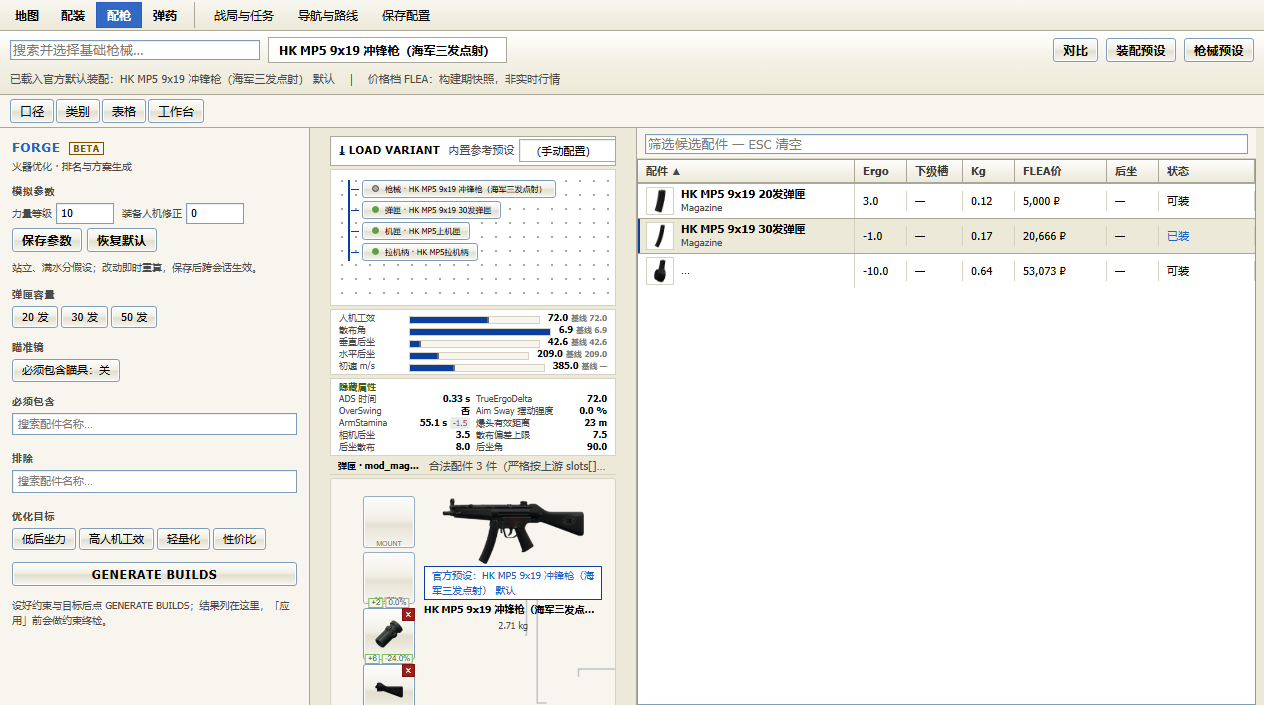 地图 配装 配枪 弹药 战局与任务 导航与路线 保存配置
搜索并选择基础枪械... HK MP5 9x19 冲锋枪（海军三发点射） 对比 装配预设 枪械预设
已载入官方默认装配：HK MP5 9x19 冲锋枪（海军三发点射） 默认 | 价格档 FLEA：构建期快照，非实时行情
口径 类别 表格 工作台
FORGE BETA
火器优化 · 排名与方案生成
模拟参数
力量等级 10 装备人机修正 0
保存参数 恢复默认
站立、满水分假设；改动即时重算，保存后跨会话生效。
弹匣容量
20 发 30 发 50 发
瞄准镜
必须包含瞄具：关
必须包含
搜索配件名称...
排除
搜索配件名称...
优化目标
低后坐力 高人机工效 轻量化 性价比
GENERATE BUILDS
设好约束与目标后点 GENERATE BUILDS；结果列在这里，「应
用」前会做约束终检。
⤓ LOAD VARIANT 内置参考预设 （手动配置）
枪械 · HK MP5 9x19 冲锋枪（海军三发点射）
弹匣 · HK MP5 9x19 30发弹匣
机匣 · HK MP5上机匣
拉机柄 · HK MP5拉机柄
人机工效 72.0 基线 72.0
散布角 6.9 基线 6.9
垂直后坐 42.6 基线 42.6
水平后坐 209.0 基线 209.0
初速 m/s 385.0 基线 —
隐藏属性
ADS 时间 0.33 s TrueErgoDelta 72.0
OverSwing 否 Aim Sway 摆动强度 0.0 %
ArmStamina 55.1 s -1.5 爆头有效距离 23 m
相机后坐 3.5 散布偏差上限 7.5
后坐散布 8.0 后坐角 90.0
弹匣 · mod_mag... 合法配件 3 件（严格按上游 slots[]...
MOUNT
+2 0.0%
官方预设：HK MP5 9x19 冲锋枪（海
军三发点射） 默认
HK MP5 9x19 冲锋枪（海军三发点...
2.71 kg
×
+6 -24.0%
×
筛选候选配件 — ESC 清空
配件 ▲ Ergo 下级槽 Kg FLEA价 后坐 状态
HK MP5 9x19 20发弹匣
Magazine
3.0 — 0.12 5,000 ₽ — 可装
HK MP5 9x19 30发弹匣
Magazine
-1.0 — 0.17 20,666 ₽ — 已装
... -10.0 — 0.64 53,073 ₽ — 可装